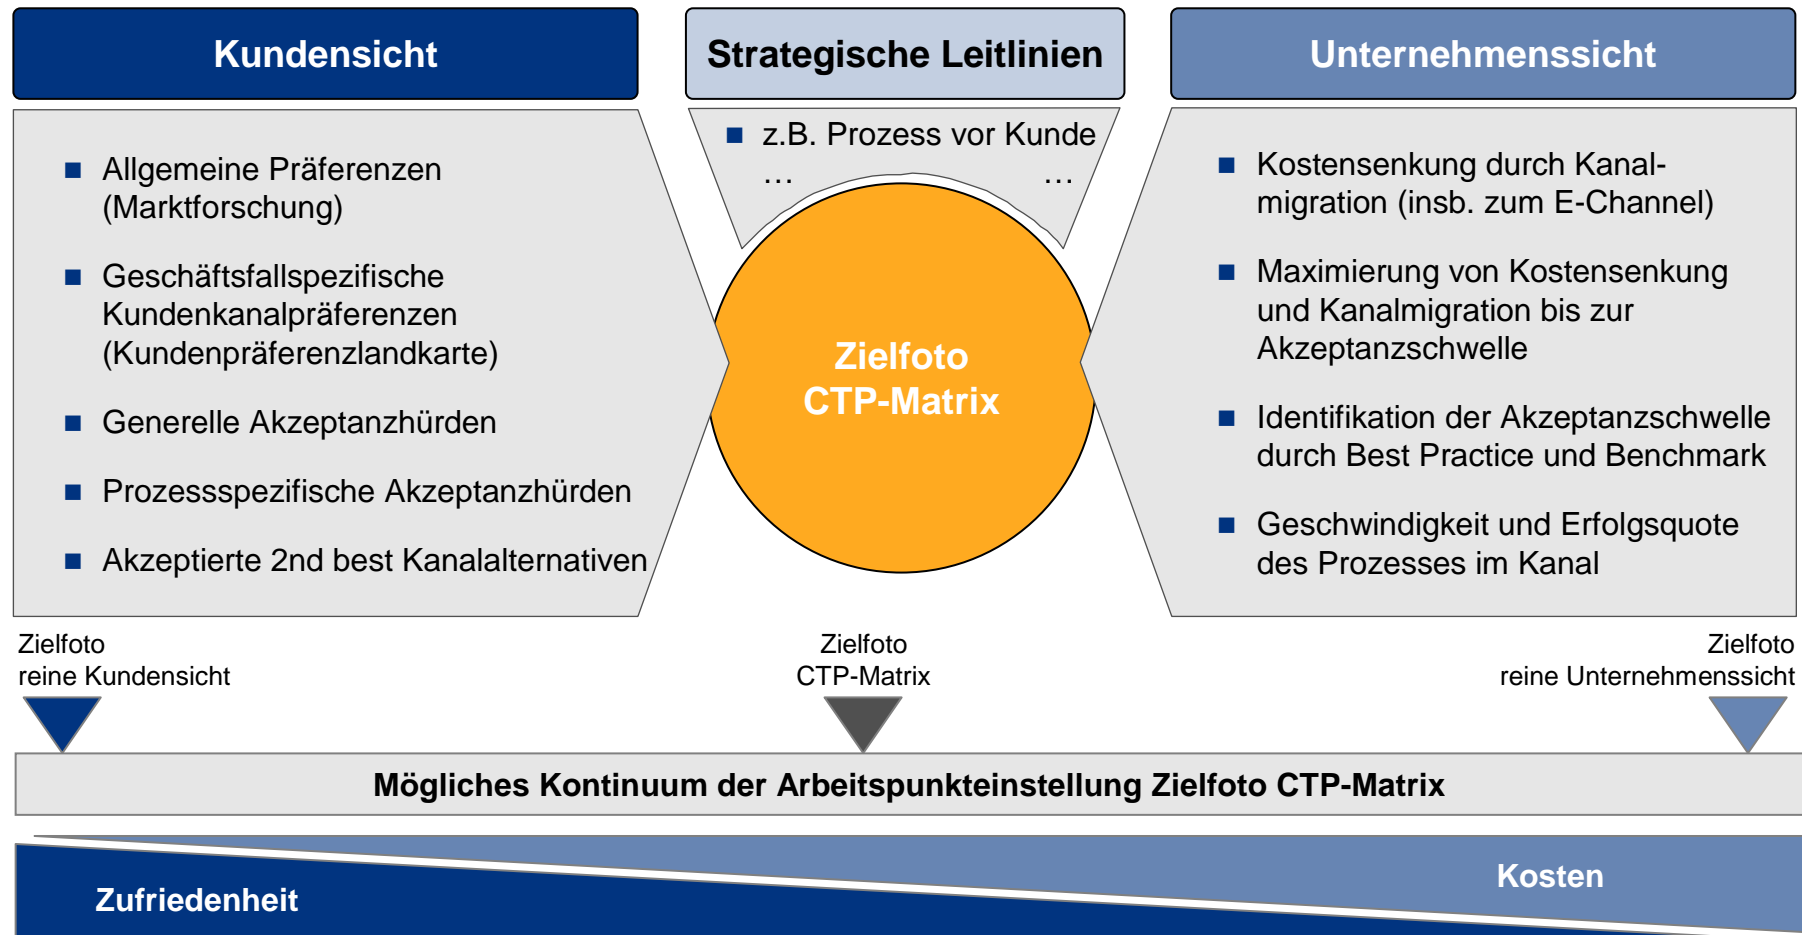 Kundensicht
Strategische Leitlinien
Unternehmenssicht
Allgemeine Präferenzen
(Marktforschung)
Geschäftsfallspezifische
Kundenkanalpräferenzen
(Kundenpräferenzlandkarte)
Generelle Akzeptanzhürden
Prozessspezifische Akzeptanzhürden
Akzeptierte 2nd best Kanalalternativen
z.B. Prozess vor Kunde
… …
Zielfoto
CTP-Matrix
Kostensenkung durch Kanal-
migration (insb. zum E-Channel)
Maximierung von Kostensenkung
und Kanalmigration bis zur
Akzeptanzschwelle
Identifikation der Akzeptanzschwelle
durch Best Practice und Benchmark
Geschwindigkeit und Erfolgsquote
des Prozesses im Kanal
Zielfoto
reine Kundensicht
Zielfoto
CTP-Matrix
Zielfoto
reine Unternehmenssicht
Mögliches Kontinuum der Arbeitspunkteinstellung Zielfoto CTP-Matrix
Kosten
Zufriedenheit